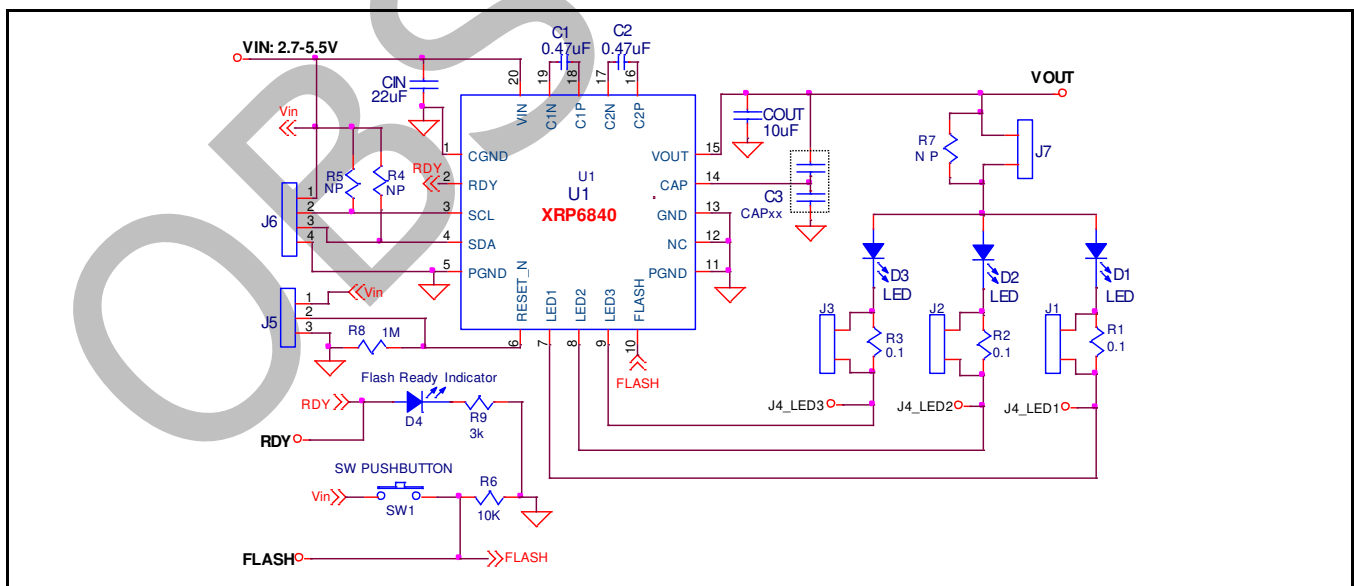 VIN: 2.7-5.5V
C1
0.47uF
C2
0.47uF
CIN
22uF
20
19
18
17
16
VIN
C1N
C1P
C2N
C2P
VOUT
COUT
10uF
R7
N P
J7
Vin
1
CGND
RDY
2
RDY
R5
NP
R4
NP
3
SCL
4
SDA
5
PGND
J6
1
2
3
4
U1
U1
XRP6840
VOUT
15
CAP
14
GND
13
NC
12
PGND
11
C3
CAPxx
RESET_N
LED1
LED2
LED3
FLASH
6
7
8
9
10
FLASH
J5
1
2
3
Vin
R8
1M
D3
LED
D2
LED
D1
LED
J3
R3
0.1
J2
R2
0.1
J1
R1
0.1
J4_LED3
J4_LED2
J4_LED1
Flash Ready Indicator
RDY
D4
R9
3k
RDY
SW PUSHBUTTON
Vin
SW1
R6
10K
FLASH
FLASH
OBS